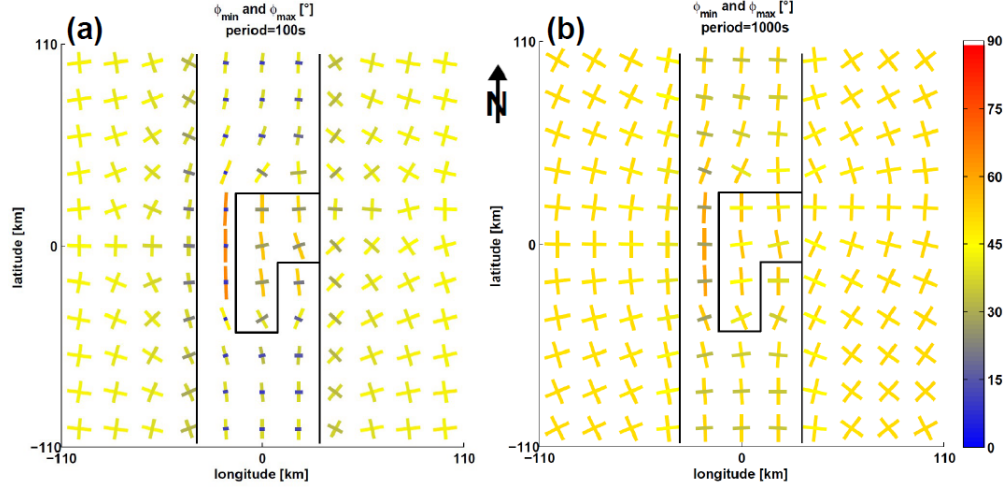 ϕmin and ϕmax [°]
period=100s
(a)
110
0
−110
latitude [km]
−110
0
110
longitude [km]
N
ϕmin and ϕmax [°]
period=1000s
(b)
110
0
−110
latitude [km]
−110
0
110
longitude [km]
90
75
60
45
30
15
0